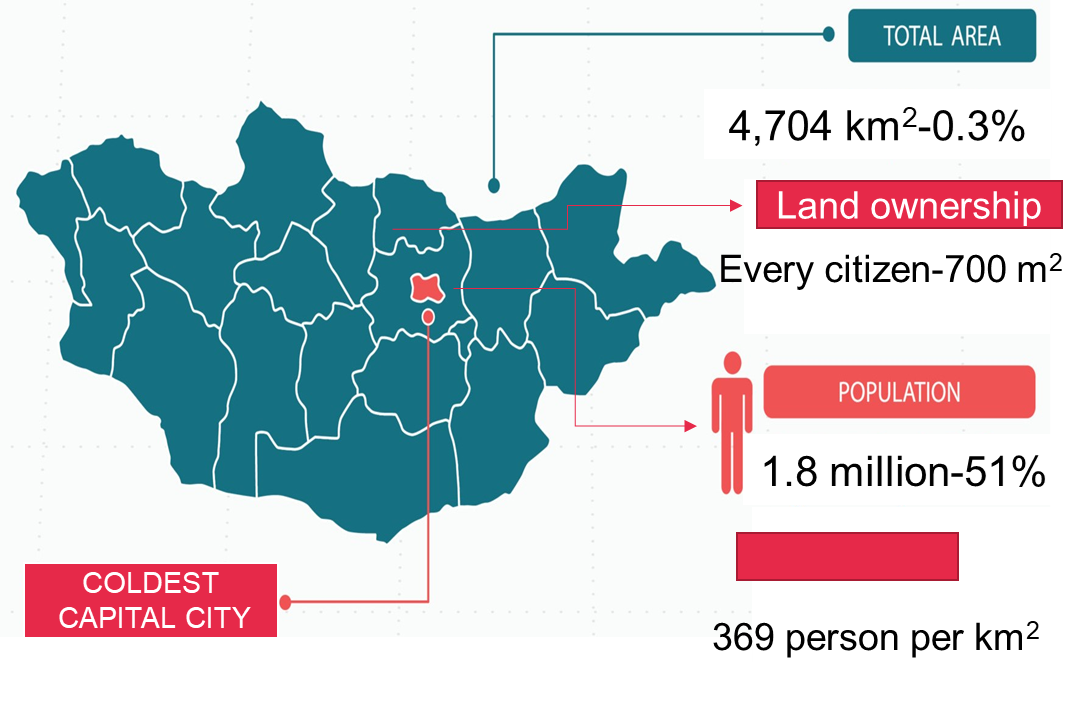 TOTAL AREA
4,704 km²-0.3%
Land ownership
Every citizen-700 m²
POPULATION
1.8 million-51%
369 person per km²
COLDEST
CAPITAL CITY